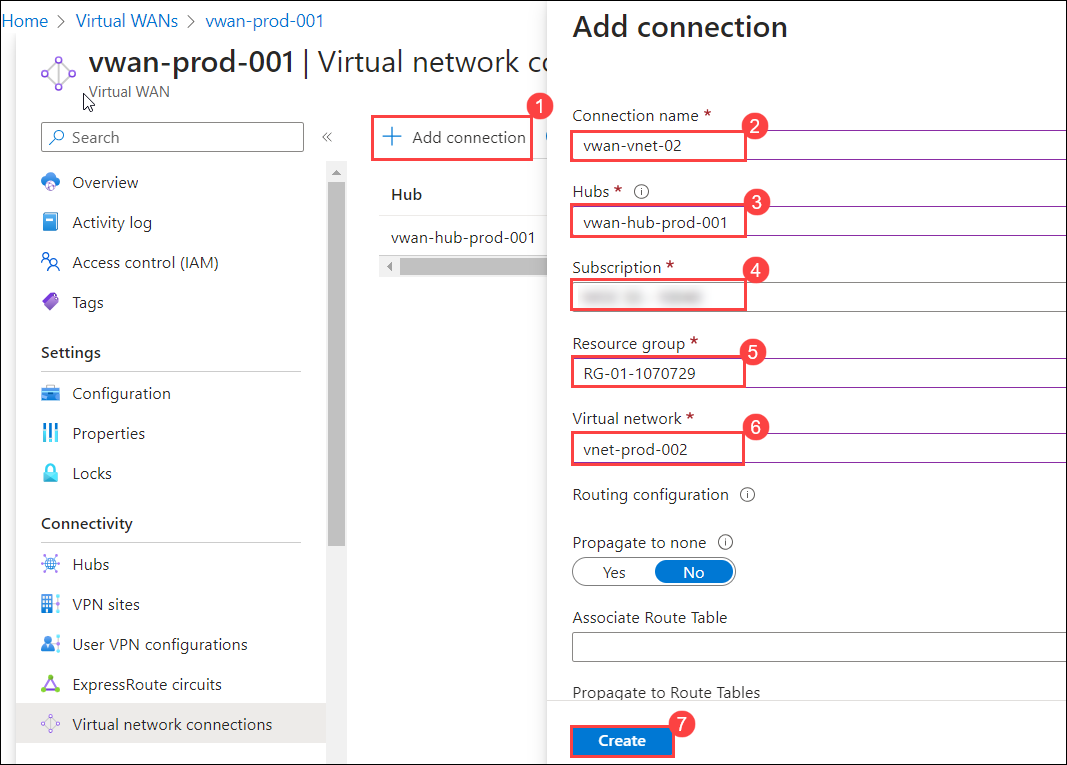 Home > Virtual WANs > vwan-prod-001
vwan-prod-001 | Virtual network co
Virtual WAN
Search
«
Overview
Activity log
Access control (IAM)
Tags
Settings
Configuration
Properties
Locks
Connectivity
Hubs
VPN sites
User VPN configurations
ExpressRoute circuits
Virtual network connections
1
+ Add connection
Hub
vwan-hub-prod-001
Add connection
Connection name *
2
vwan-vnet-02
Hubs *
3
vwan-hub-prod-001
Subscription *
4
Resource group *
5
RG-01-1070729
Virtual network *
6
vnet-prod-002
Routing configuration
Propagate to none
Yes No
Associate Route Table
Propagate to Route Tables
7
Create